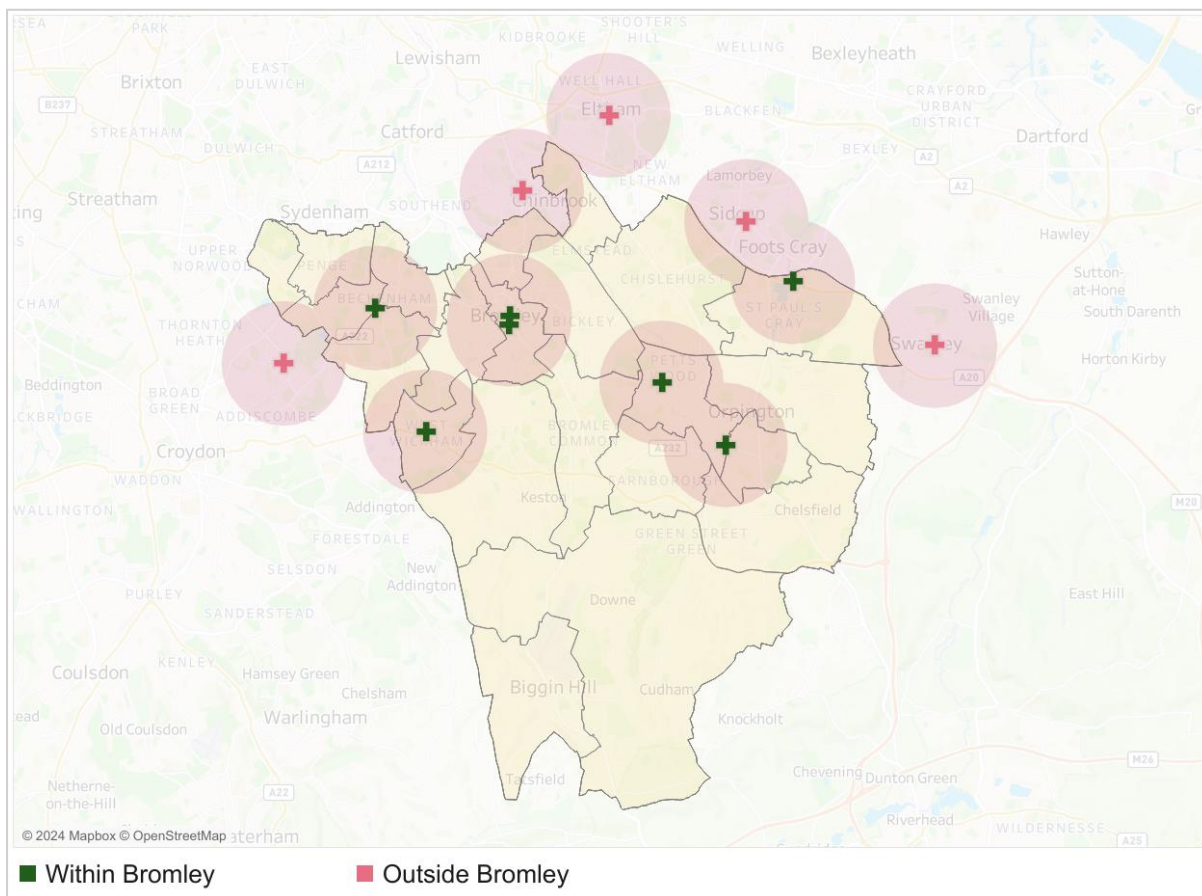 SEA
PARK
KIDBROOKE
SHOOTER'S
HILL
WELLING
Bexleyheath
Lewisham
Brixton
EAST
DULWICH
WELL HALL
Eltham
BLACKFEN
CRAYFORD
URBAN
DISTRICT
B237
STREATHAM
DULWICH
Catford
A212
NEW
ELTHAM
BEXLEY
A2
Dartford
Streatham
Lamorbey
A2
ting
Sydenham
SOUTHEND
Chinbrook
Sidcup
Hawley
UPPER
NORWOOD
PENGE
ELMSTEAD
Foots Cray
CHISLEHURST
Sutton-
at-Hone
CHAM
BECKENHAM
ST PAUL'S
CRAY
Swanley
Village
South Darenth
THORNTON
HEATH
A222
Bromley
BICKLEY
Swanley
Horton Kirby
Beddington
BROAD
GREEN
PETTS
WOOD
A20
ACKBRIDGE
ADDISCOMBE
WEST
WICKHAM
BROMLEY
COMMON
Orpington
A232
Croydon
WADDON
FARNBOROUGH
M20
WALLINGTON
Addington
Keston
Chelsfield
FORESTDALE
GREEN STREET
GREEN
SELSDON
New
Addington
PURLEY
SANDERSTEAD
Downe
East Hill
KENLEY
Coulsdon
Hamsey Green
Chelsham
Biggin Hill
Cudham
tead
Old Coulsdon
Warlingham
Knockholt
M26
Tatsfield
Chevening
Dunton Green
Netherne-
on-the-Hill
A22
Riverhead
WILDERNESSE
© 2024 Mapbox © OpenStreetMap
aterham
A25
Within Bromley
Outside Bromley